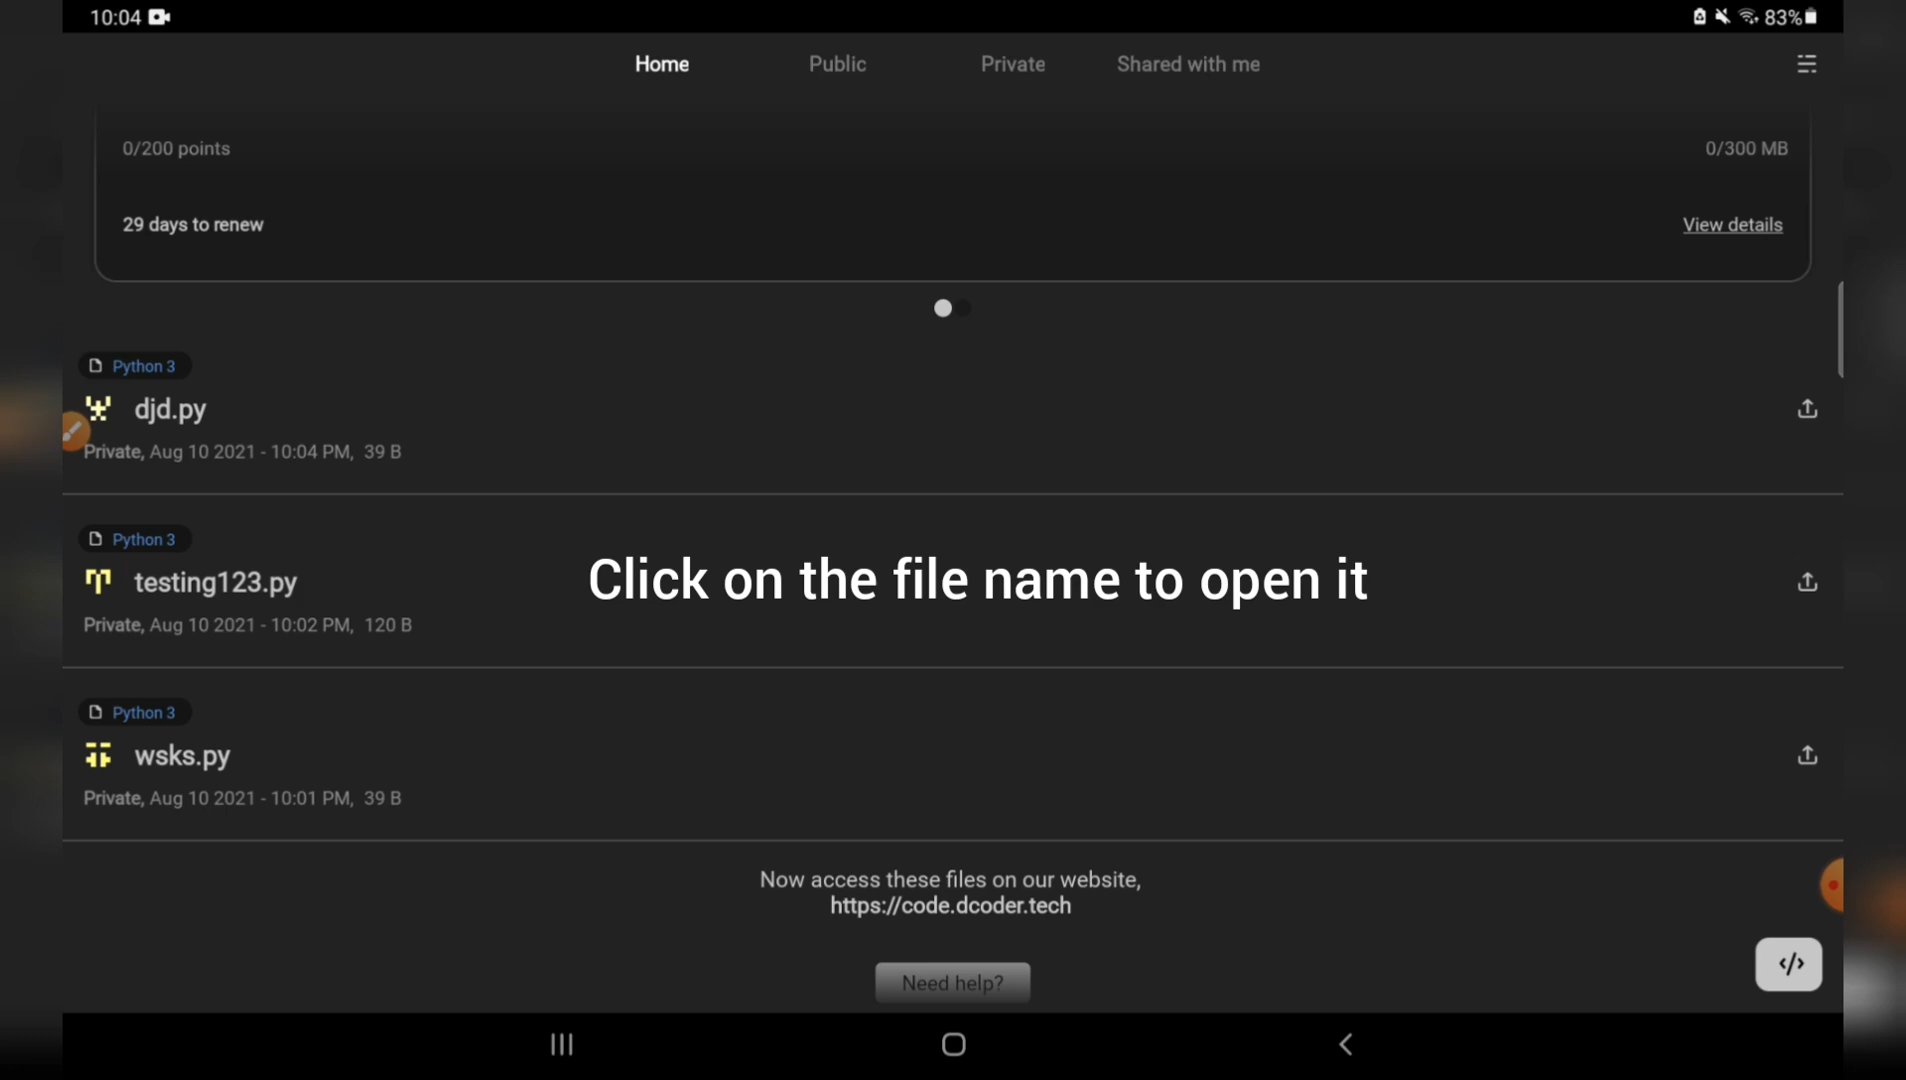 10:04
83%
Home
Public
Private
Shared with me
0/200 points
0/300 MB
29 days to renew
View details
Python 3
djd.py
Private, Aug 10 2021 - 10:04 PM, 39 B
Python 3
testing123.py
Click on the file name to open it
Private, Aug 10 2021 - 10:02 PM, 120 B
Python 3
wsks.py
Private, Aug 10 2021 - 10:01 PM, 39 B
Now access these files on our website,
https://code.dcoder.tech
Need help?